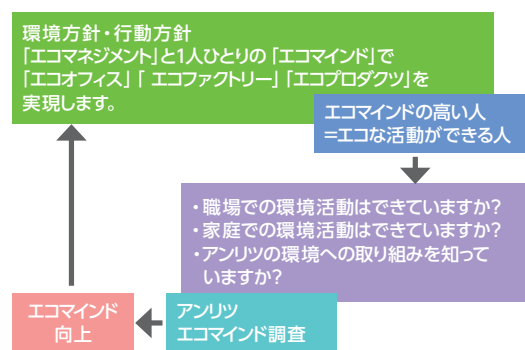 環境方針・行動方針
「エコマネジメント」と1人ひとりの「エコマインド」で
「エコオフィス」「 エコファクトリー」「エコプロダクツ」を
実現します。
エコマインドの高い人
=エコな活動ができる人
・職場での環境活動はできていますか?
・家庭での環境活動はできていますか?
・アンリツの環境への取り組みを知って
いますか?
アンリツ
エコマインド調査
エコマインド
向上